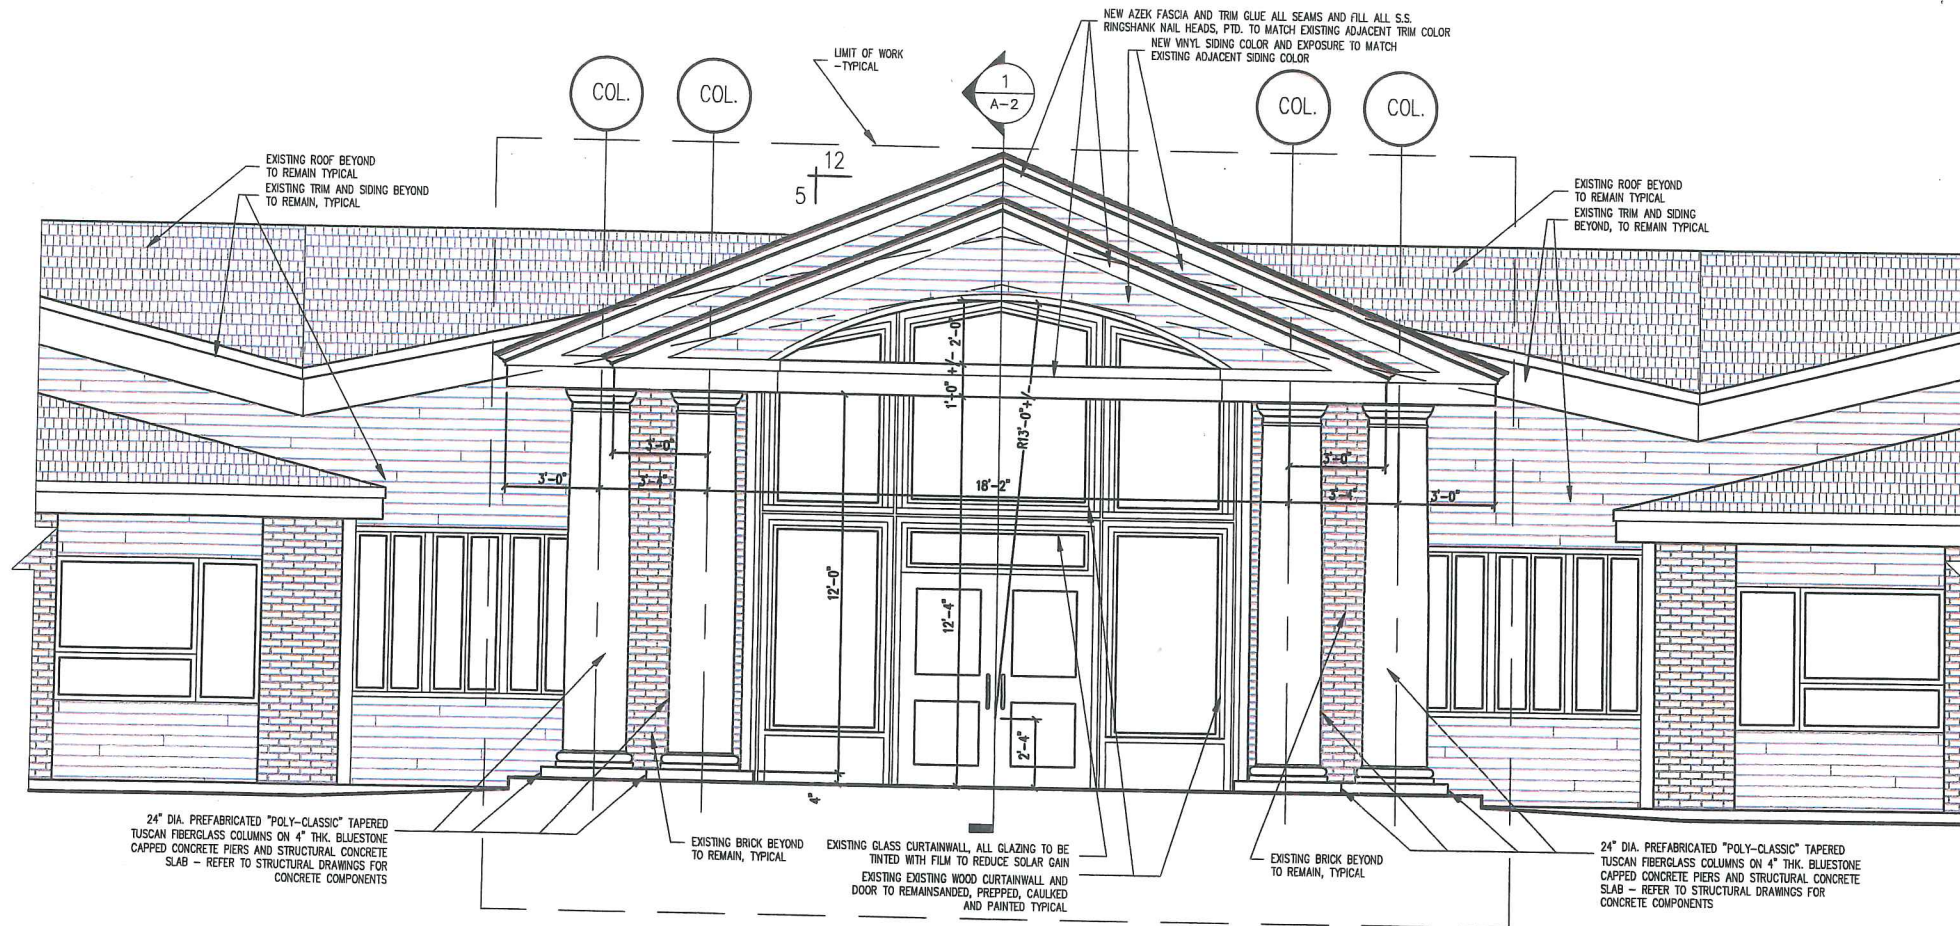 NEW AZEK FASCIA AND TRIM GLUE ALL SEAMS AND FILL ALL S.S.
RINGSHANK NAIL HEADS, PTD. TO MATCH EXISTING ADJACENT TRIM COLOR
NEW VINYL SIDING COLOR AND EXPOSURE TO MATCH
EXISTING ADJACENT SIDING COLOR
LIMIT OF WORK
-TYPICAL
COL.
COL.
1
A-2
COL.
COL.
12
5
EXISTING ROOF BEYOND
TO REMAIN TYPICAL
EXISTING TRIM AND SIDING BEYOND
TO REMAIN, TYPICAL
EXISTING ROOF BEYOND
TO REMAIN TYPICAL
EXISTING TRIM AND SIDING
BEYOND, TO REMAIN TYPICAL
2'-0"
1'-0" +/-
R13'-0"+/-
3'-0"
3'-0"
3'-4"
18'-2"
3'-0"
3'-4"
3'-0"
12'-0"
12'-4"
2'-4"
4"
24" DIA. PREFABRICATED "POLY-CLASSIC" TAPERED
TUSCAN FIBERGLASS COLUMNS ON 4" THK. BLUESTONE
CAPPED CONCRETE PIERS AND STRUCTURAL CONCRETE
SLAB - REFER TO STRUCTURAL DRAWINGS FOR
CONCRETE COMPONENTS
EXISTING BRICK BEYOND
TO REMAIN, TYPICAL
EXISTING GLASS CURTAINWALL, ALL GLAZING TO BE
TINTED WITH FILM TO REDUCE SOLAR GAIN
EXISTING EXISTING WOOD CURTAINWALL AND
DOOR TO REMAINSANDED, PREPPED, CAULKED
AND PAINTED TYPICAL
EXISTING BRICK BEYOND
TO REMAIN, TYPICAL
24" DIA. PREFABRICATED "POLY-CLASSIC" TAPERED
TUSCAN FIBERGLASS COLUMNS ON 4" THK. BLUESTONE
CAPPED CONCRETE PIERS AND STRUCTURAL CONCRETE
SLAB - REFER TO STRUCTURAL DRAWINGS FOR
CONCRETE COMPONENTS